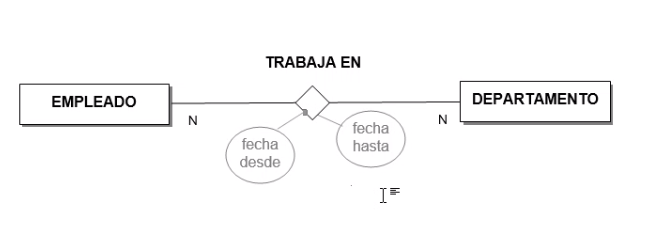 TRABAJA EN
EMPLEADO
DEPARTAMENTO
N
N
fecha
desde
fecha
hasta